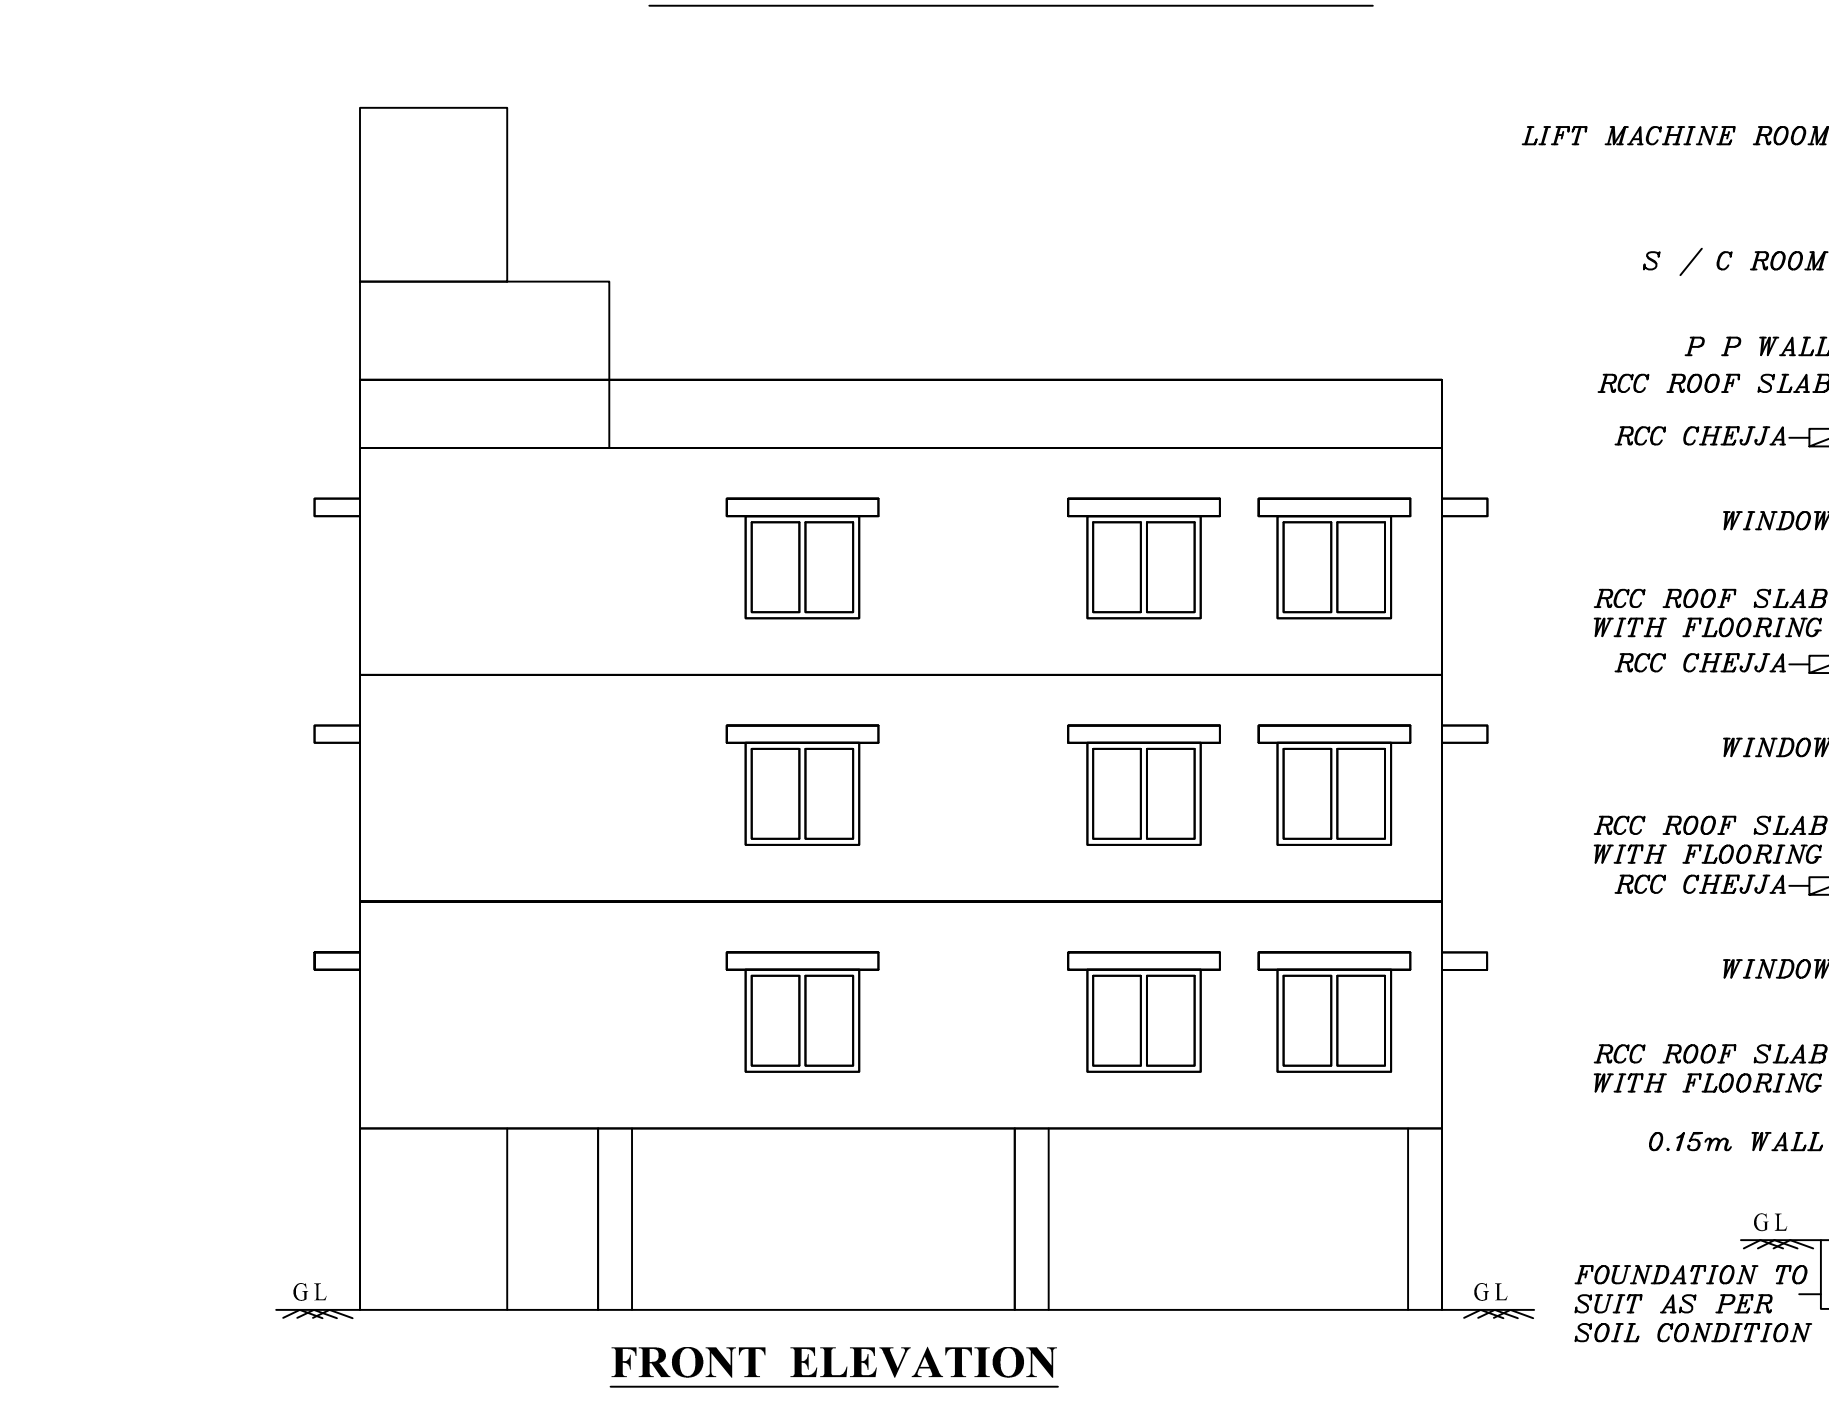 LIFT MACHINE ROOM
S / C ROOM
P P WALL
RCC ROOF SLAB
RCC CHEJJA
WINDOW
RCC ROOF SLAB
WITH FLOORING
RCC CHEJJA
WINDOW
RCC ROOF SLAB
WITH FLOORING
RCC CHEJJA
WINDOW
RCC ROOF SLAB
WITH FLOORING
0.15m WALL
GL
FOUNDATION TO
SUIT AS PER
SOIL CONDITION
GL
GL
FRONT ELEVATION